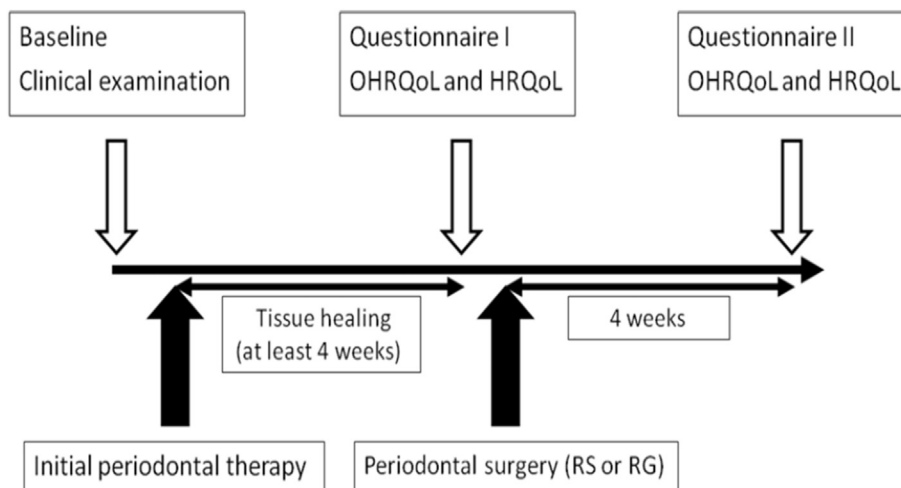 Baseline
Clinical examination
Questionnaire I
OHRQoL and HRQoL
Questionnaire II
OHRQoL and HRQoL
Tissue healing
(at least 4 weeks)
4 weeks
Initial periodontal therapy
Periodontal surgery (RS or RG)